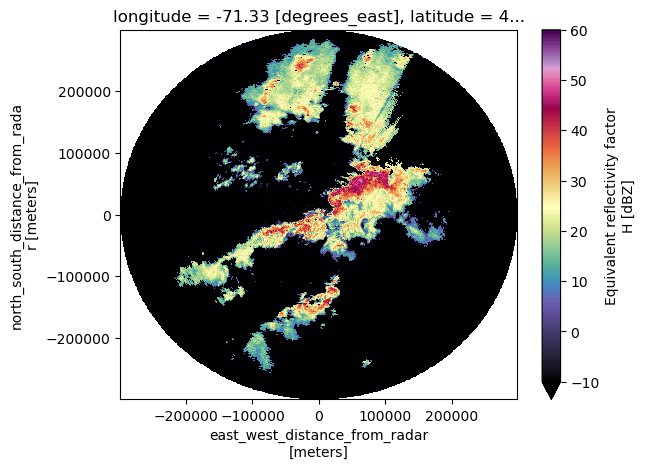 longitude = -71.33 [degrees_east], latitude = 4...
north_south_distance_from_rada
r [meters]
200000
100000
0
−100000
−200000
−200000 −100000 0 100000 200000
east_west_distance_from_radar
[meters]
60
50
40
30
20
10
0
−10
Equivalent reflectivity factor
H [dBZ]